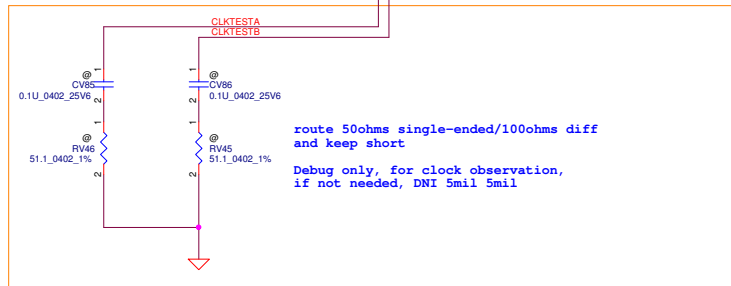 CLKTESTA
CLKTESTB
1
@
CV85
2
0.1U_0402_25V6
1
@
CV86
2
0.1U_0402_25V6
1
@
RV46
51.1_0402_1%
2
1
@
RV45
51.1_0402_1%
2
route 50ohms single-ended/100ohms diff
and keep short
Debug only, for clock observation,
if not needed, DNI 5mil 5mil